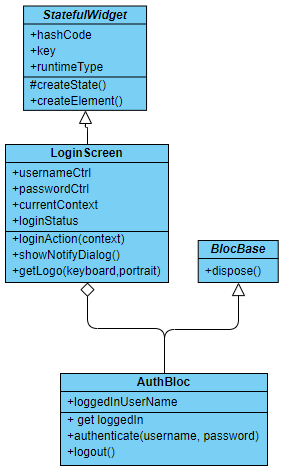 StatefulWidget
+hashCode
+key
+runtimeType
#createState()
+createElement()
LoginScreen
+usernameCtrl
+passwordCtrl
+currentContext
+loginStatus
+loginAction(context)
+showNotifyDialog()
+getLogo(keyboard,portrait)
BlocBase
+dispose()
AuthBloc
+loggedInUserName
+ get loggedIn
+authenticate(username, password)
+logout()